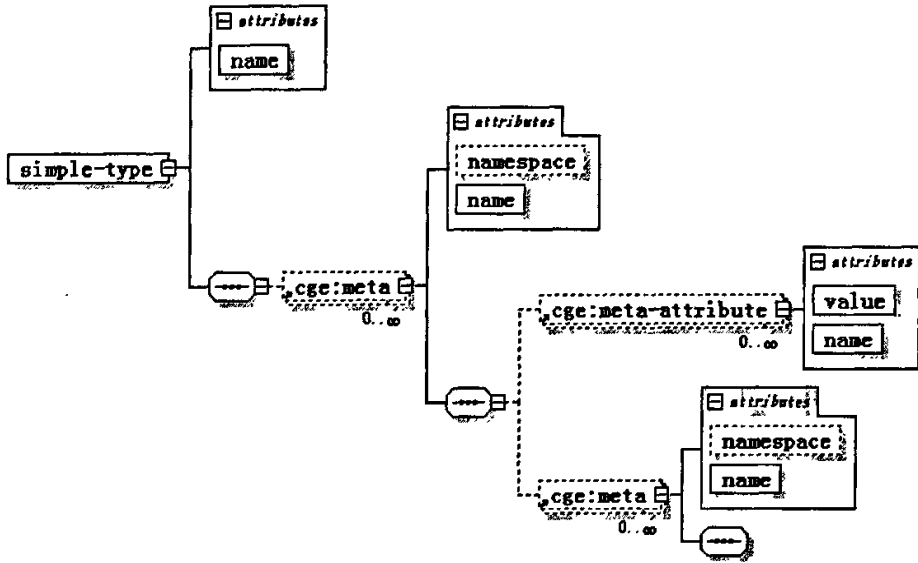 attributes
name
simple-type
attributes
namespace
name
cge:meta
0..∞
attributes
value
name
cge:meta-attribute
0..∞
attributes
namespace
name
cge:meta
0..∞